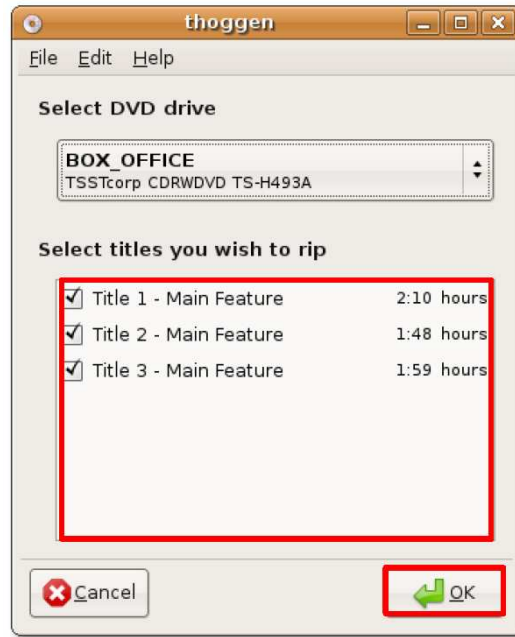 thoggen
File Edit Help
Select DVD drive
BOX_OFFICE
TSSTcorp CDRWDVD TS-H493A
Select titles you wish to rip
Title 1 - Main Feature 2:10 hours
Title 2 - Main Feature 1:48 hours
Title 3 - Main Feature 1:59 hours
Cancel OK